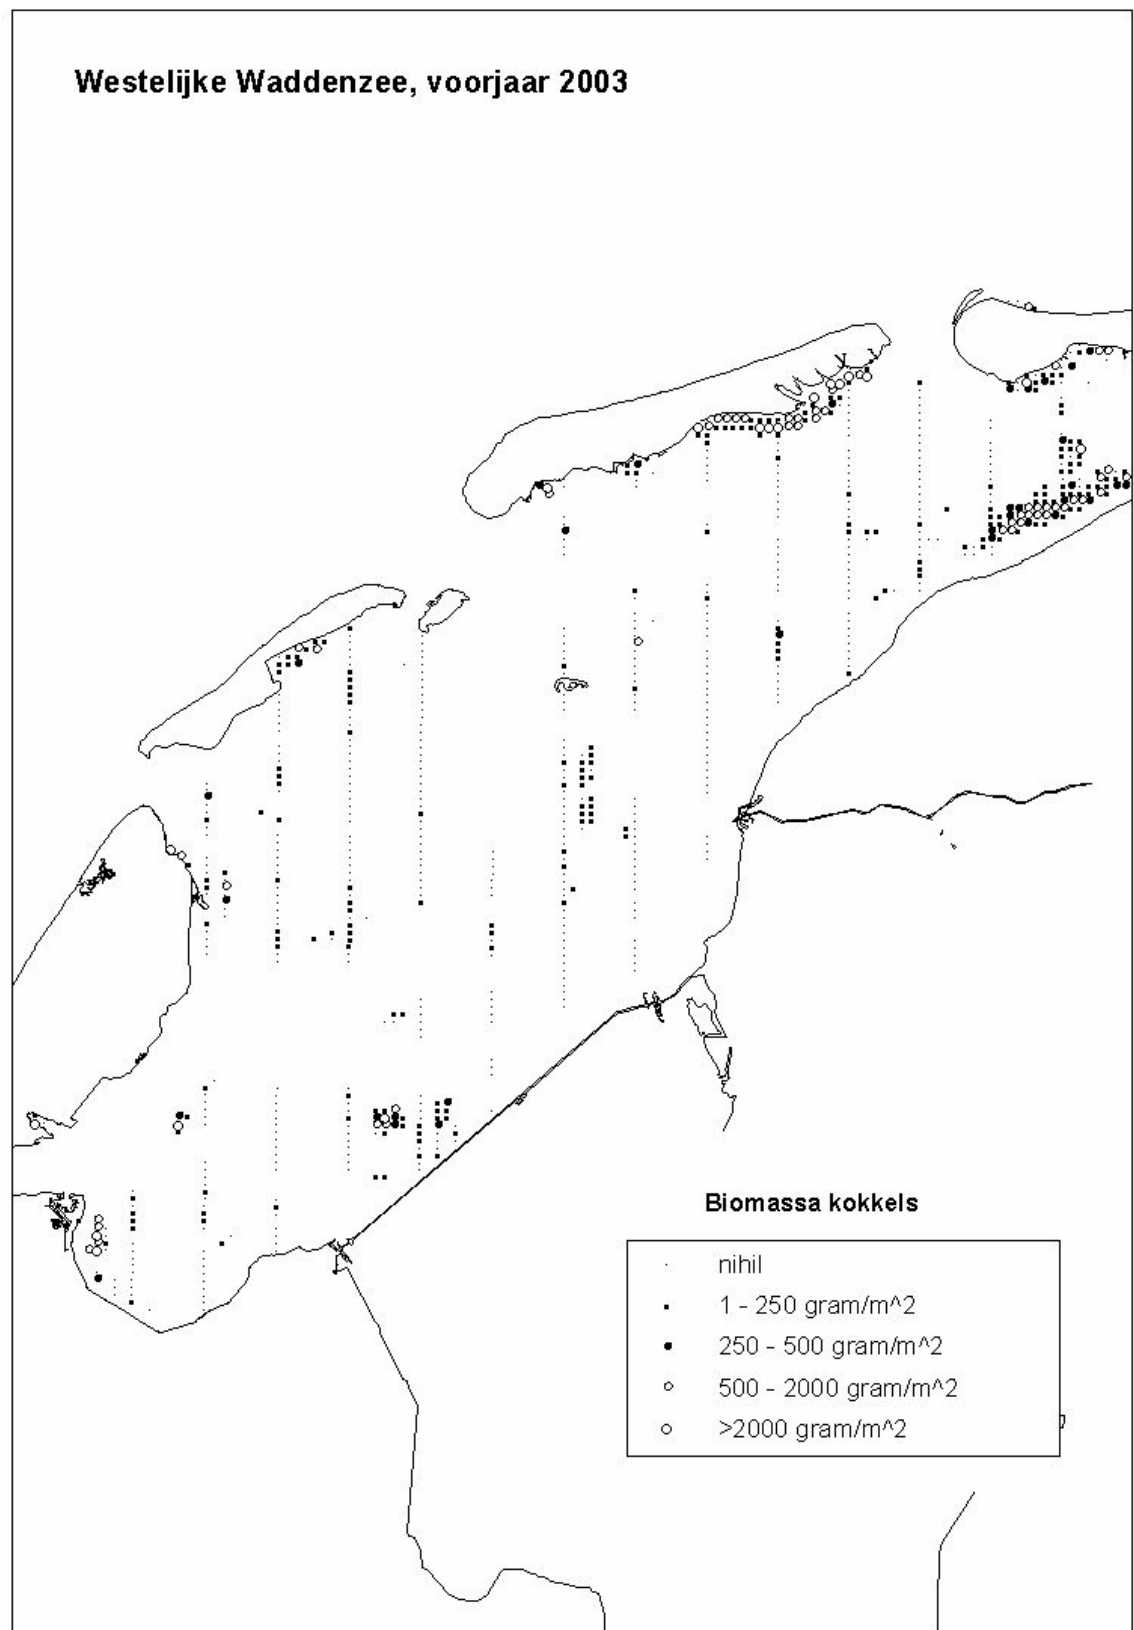 Westelijke Waddenzee, voorjaar 2003
Biomassa kokkels
nihil
1 - 250 gram/m^2
250 - 500 gram/m^2
500 - 2000 gram/m^2
>2000 gram/m^2